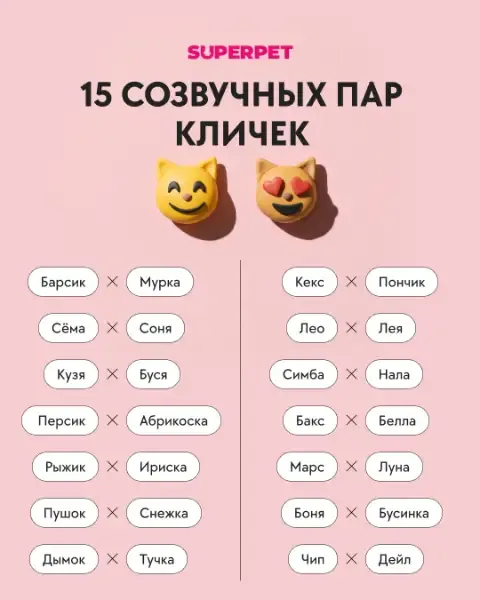 SUPERPET
15 СОЗВУЧНЫХ ПАР
КЛИЧЕК
Барсик × Мурка
Сёма × Соня
Кузя × Буся
Персик × Абрикоска
Рыжик × Ириска
Пушок × Снежка
Дымок × Тучка
Кекс × Пончик
Лео × Лея
Симба × Нала
Бакс × Белла
Марс × Луна
Боня × Бусинка
Чип × Дейл